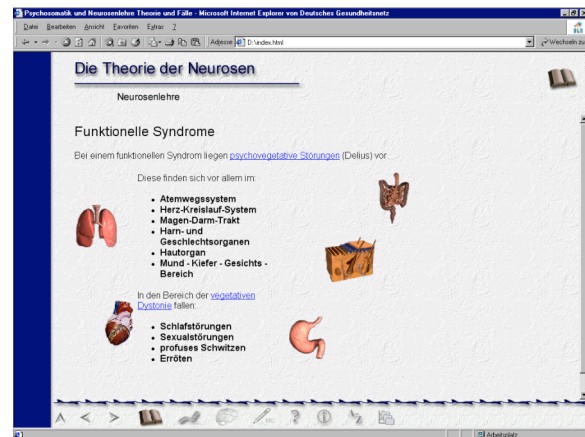 Psychosomatik und Neurosenlehre Theorie und Fälle - Microsoft Internet Explorer von Deutsches Gesundheitsnetz
Datei Bearbeiten Ansicht Favoriten Extras ?
Adresse D:\index.html Wechseln zu
Die Theorie der Neurosen
Neurosenlehre
Funktionelle Syndrome
Bei einem funktionellen Syndrom liegen psychovegetative Störungen (Delius) vor.
Diese finden sich vor allem im:
• Atemwegssystem
• Herz-Kreislauf-System
• Magen-Darm-Trakt
• Harn- und
Geschlechtsorganen
• Hautorgan
• Mund - Kiefer - Gesichts -
Bereich
In den Bereich der vegetativen
Dystonie fallen:
• Schlafstörungen
• Sexualstörungen
• profuses Schwitzen
• Erröten
Arbeitsplatz